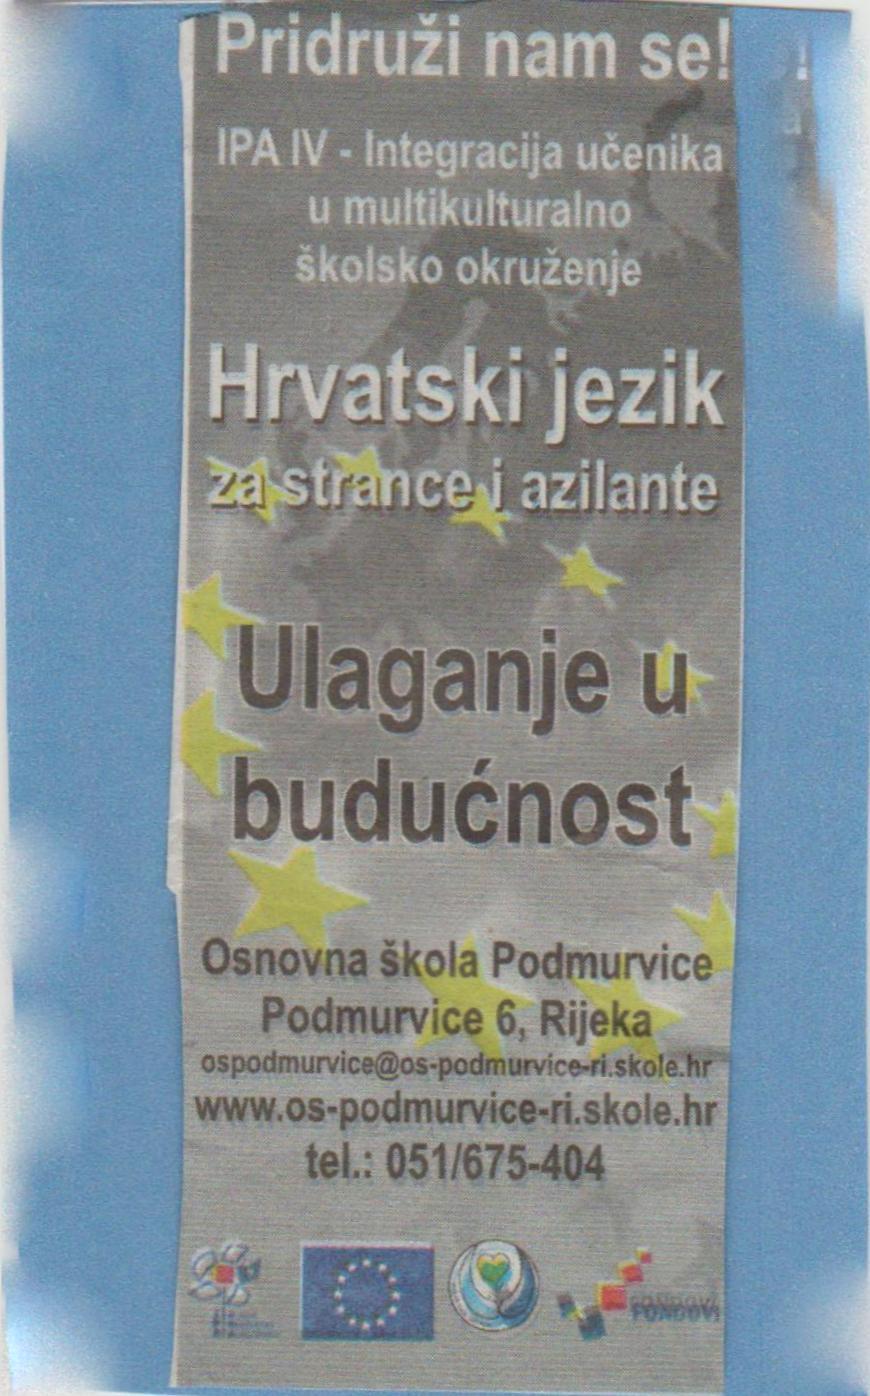 Pridruži nam se!
IPA IV - Integracija učenika
u multikulturalno
školsko okruženje
Hrvatski jezik
za strance i azilante
Ulaganje u
budućnost
Osnovna škola Podmurvice
Podmurvice 6, Rijeka
ospodmurvice@os-podmurvice-ri.skole.hr
www.os-podmurvice-ri.skole.hr
tel.: 051/675-404
FONDOVI